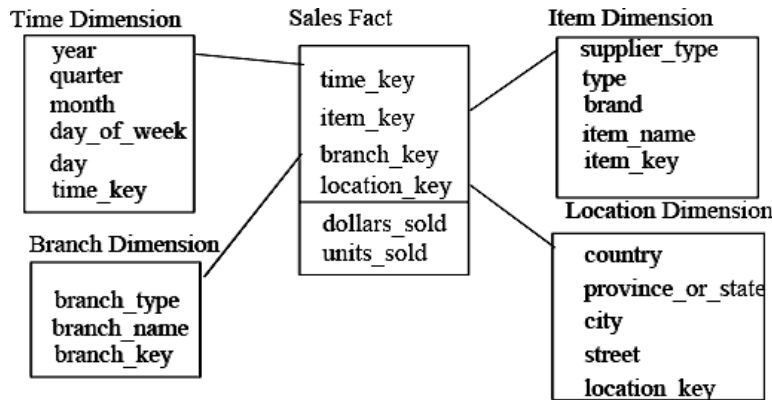 Time Dimension
year
quarter
month
day_of_week
day
time_key
Branch Dimension
branch_type
branch_name
branch_key
Sales Fact
time_key
item_key
branch_key
location_key
dollars_sold
units_sold
Item Dimension
supplier_type
type
brand
item_name
item_key
Location Dimension
country
province_or_state
city
street
location_key